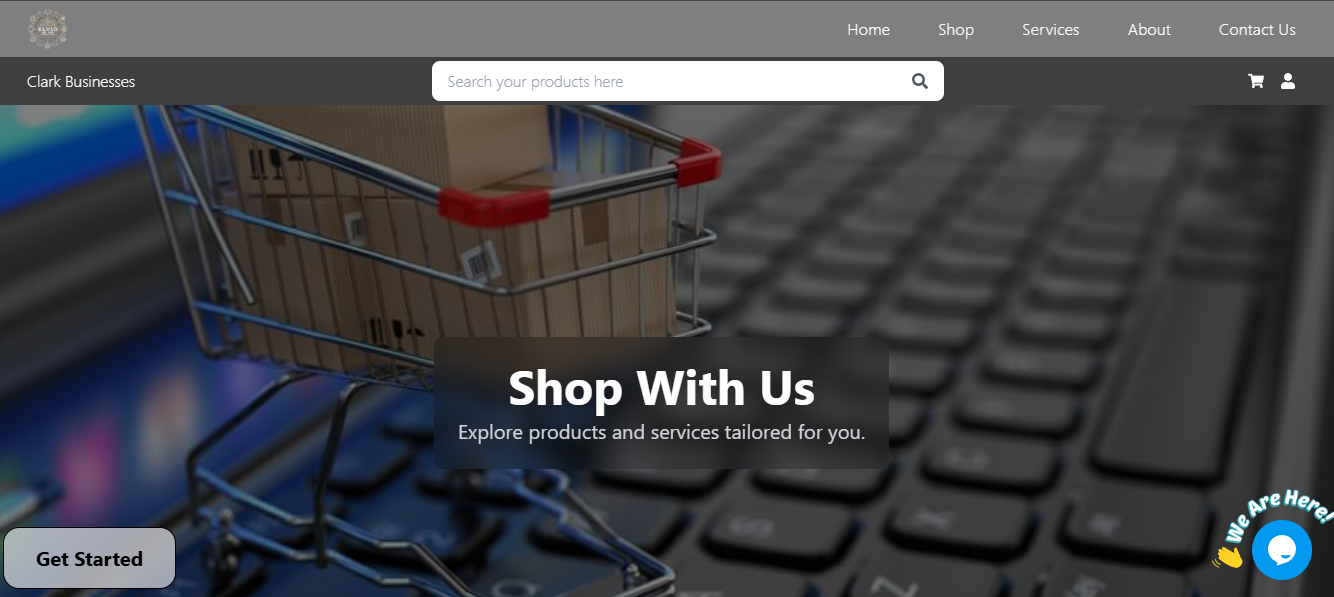 ELVIC
Home
Shop
Services
About
Contact Us
Clark Businesses
Search your products here
Shop With Us
Explore products and services tailored for you.
Get Started
We Are Here!